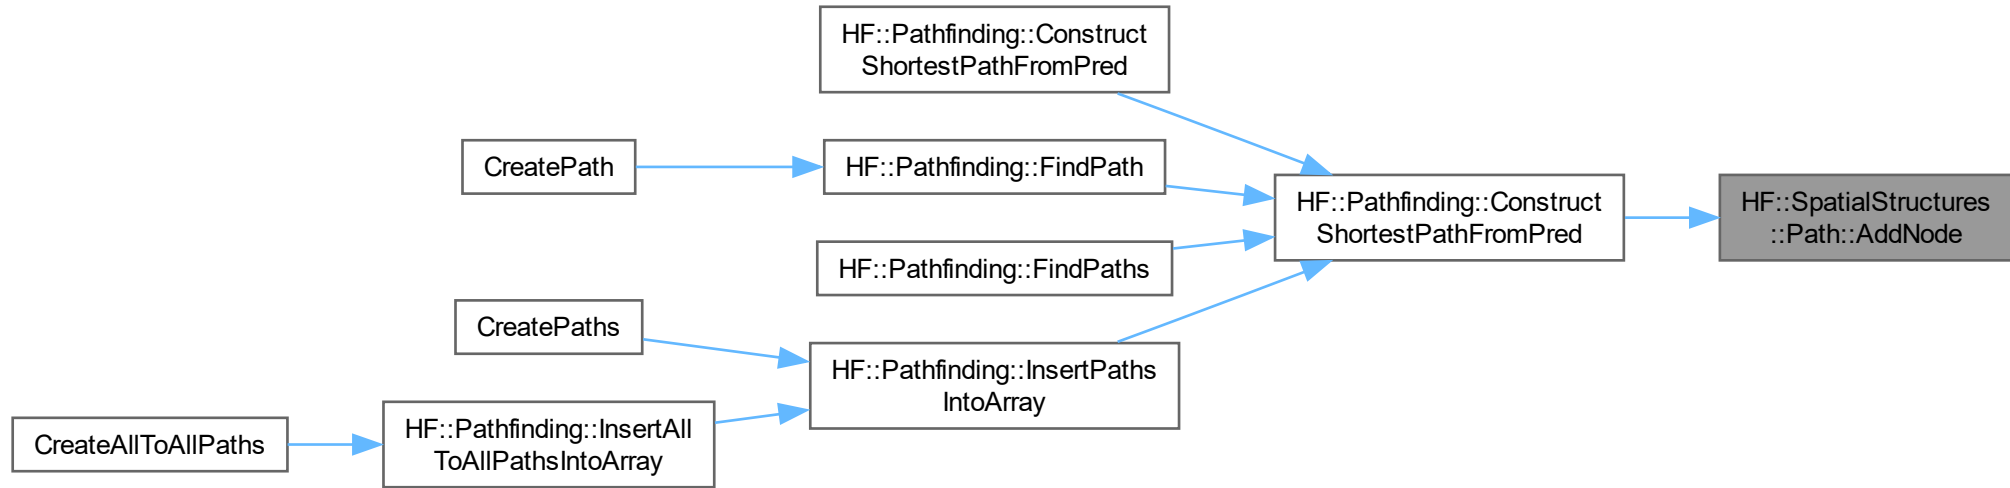 HF::Pathfinding::Construct
ShortestPathFromPred
CreatePath
HF::Pathfinding::FindPath
HF::Pathfinding::Construct
ShortestPathFromPred
HF::SpatialStructures
::Path::AddNode
HF::Pathfinding::FindPaths
CreatePaths
HF::Pathfinding::InsertPaths
IntoArray
CreateAllToAllPaths
HF::Pathfinding::InsertAll
ToAllPathsIntoArray